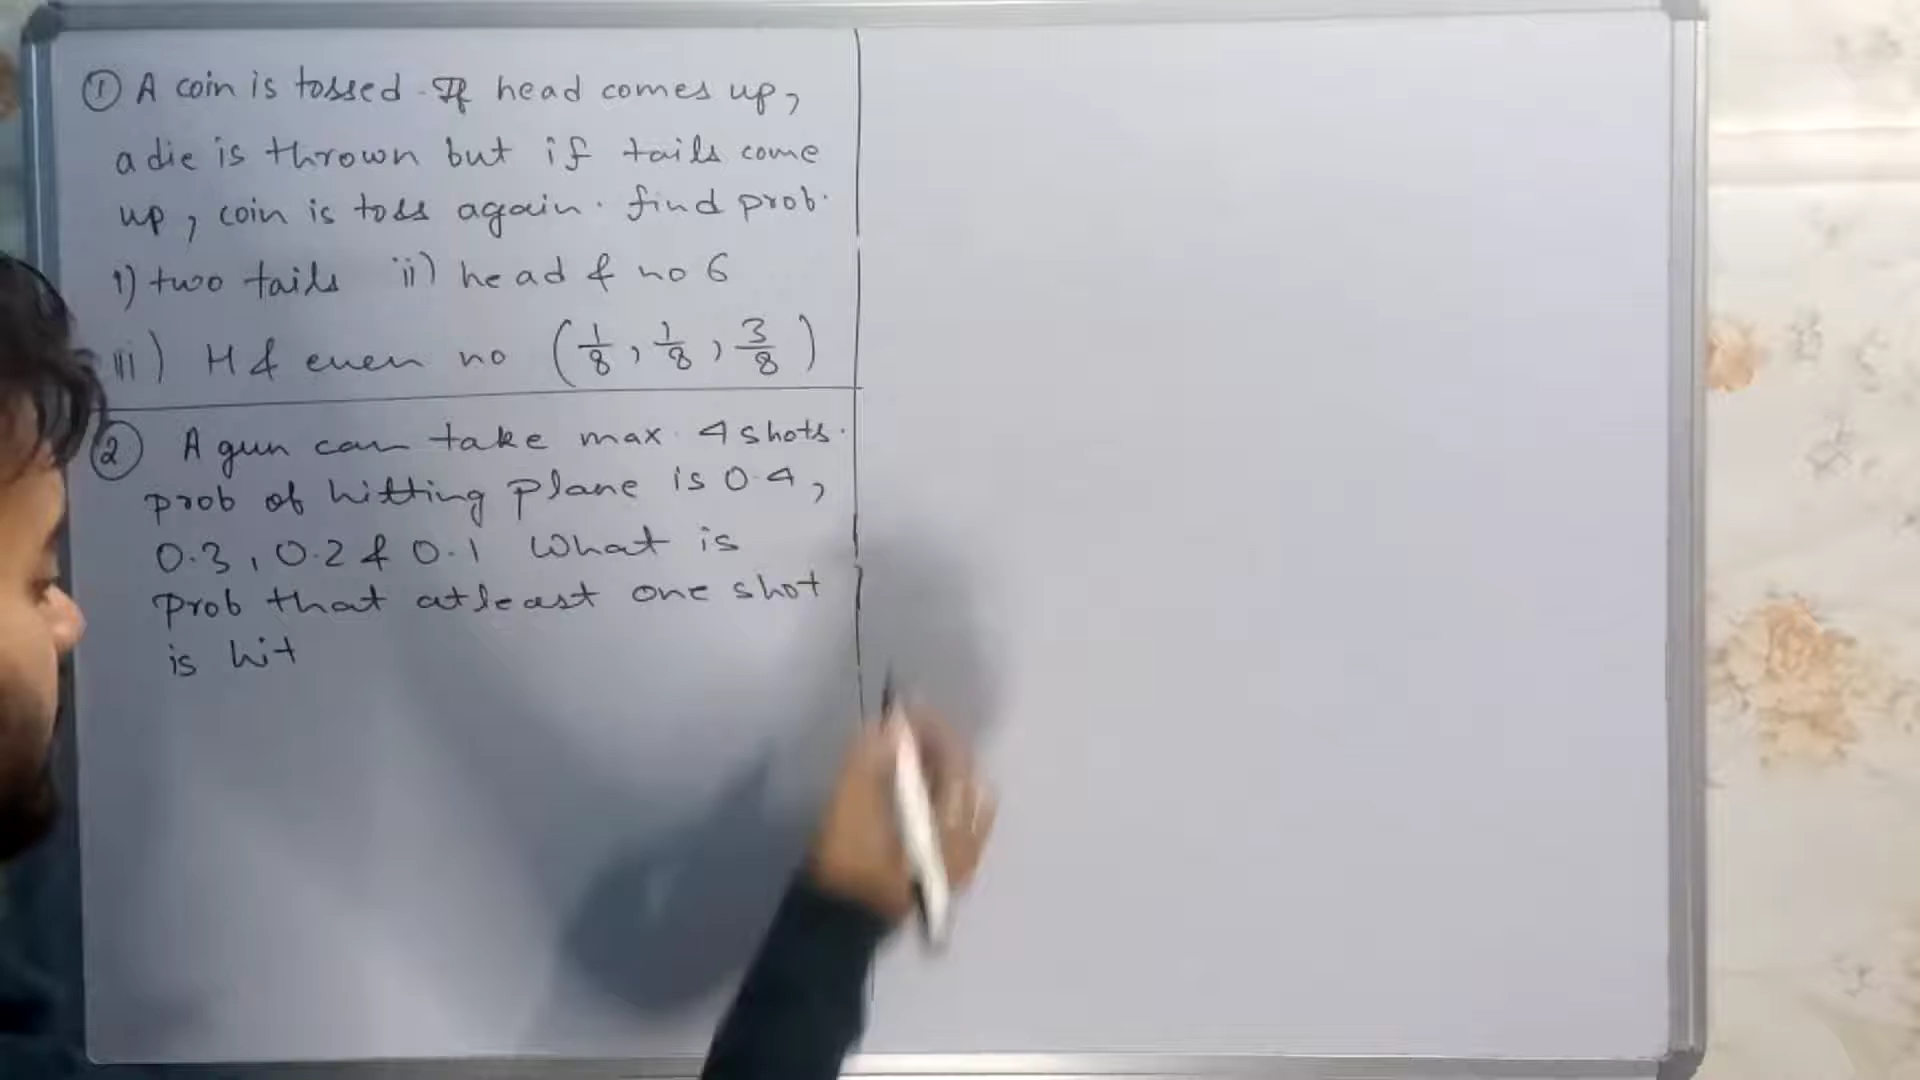 ① A coin is tossed. If head comes up,
a die is thrown but if tails come
up, coin is toss again. find prob.
1) two tails ii) head & no 6
iii) H & even no (1/8, 1/8, 3/8)
② A gun can take max. 4 shots.
prob of hitting plane is 0.4,
0.3, 0.2 & 0.1 What is
prob that atleast one shot
is hit